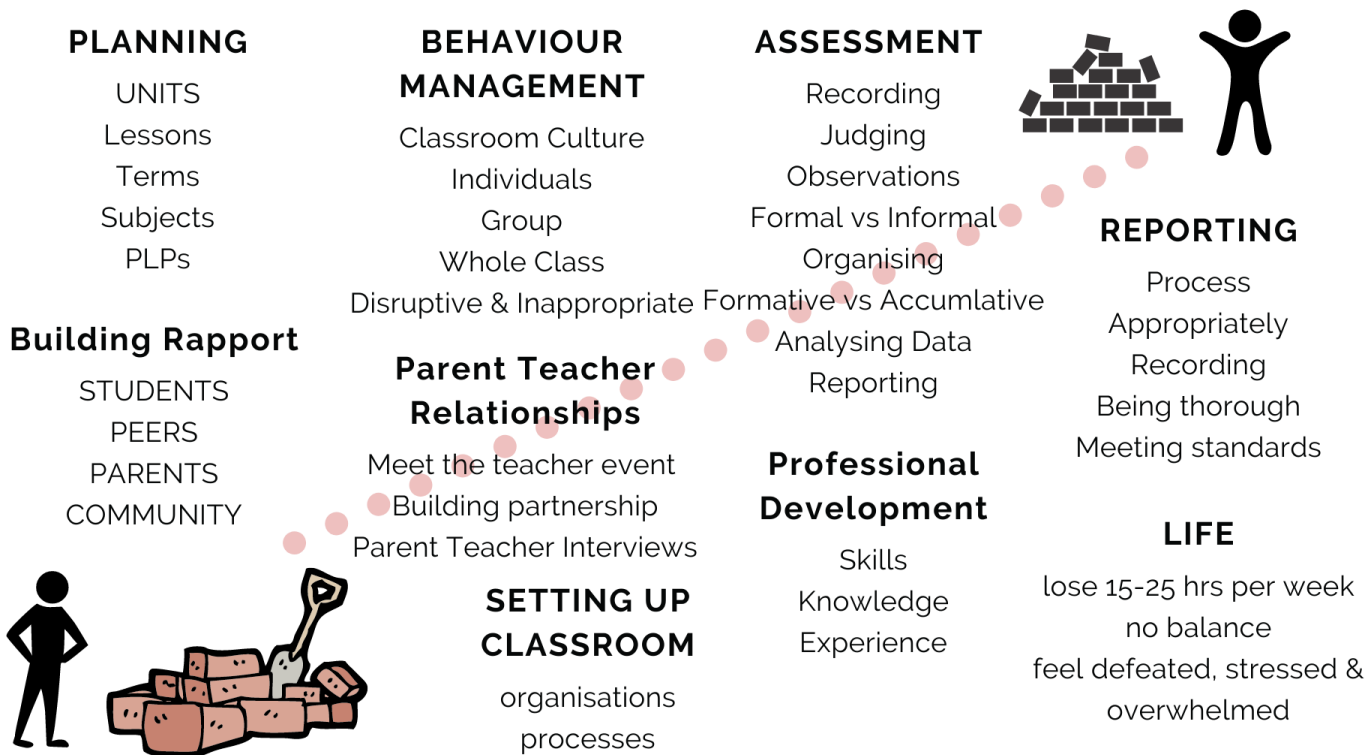 PLANNING
UNITS
Lessons
Terms
Subjects
PLPs
BEHAVIOUR
MANAGEMENT
Classroom Culture
Individuals
Group
Whole Class
Disruptive & Inappropriate
ASSESSMENT
Recording
Judging
Observations
Formal vs Informal
Organising
Formative vs Accumlative
Analysing Data
Reporting
REPORTING
Process
Appropriately
Recording
Being thorough
Meeting standards
Building Rapport
STUDENTS
PEERS
PARENTS
COMMUNITY
Parent Teacher
Relationships
Meet the teacher event
Building partnership
Parent Teacher Interviews
Professional
Development
Skills
Knowledge
Experience
LIFE
lose 15-25 hrs per week
no balance
feel defeated, stressed &
overwhelmed
SETTING UP
CLASSROOM
organisations
processes